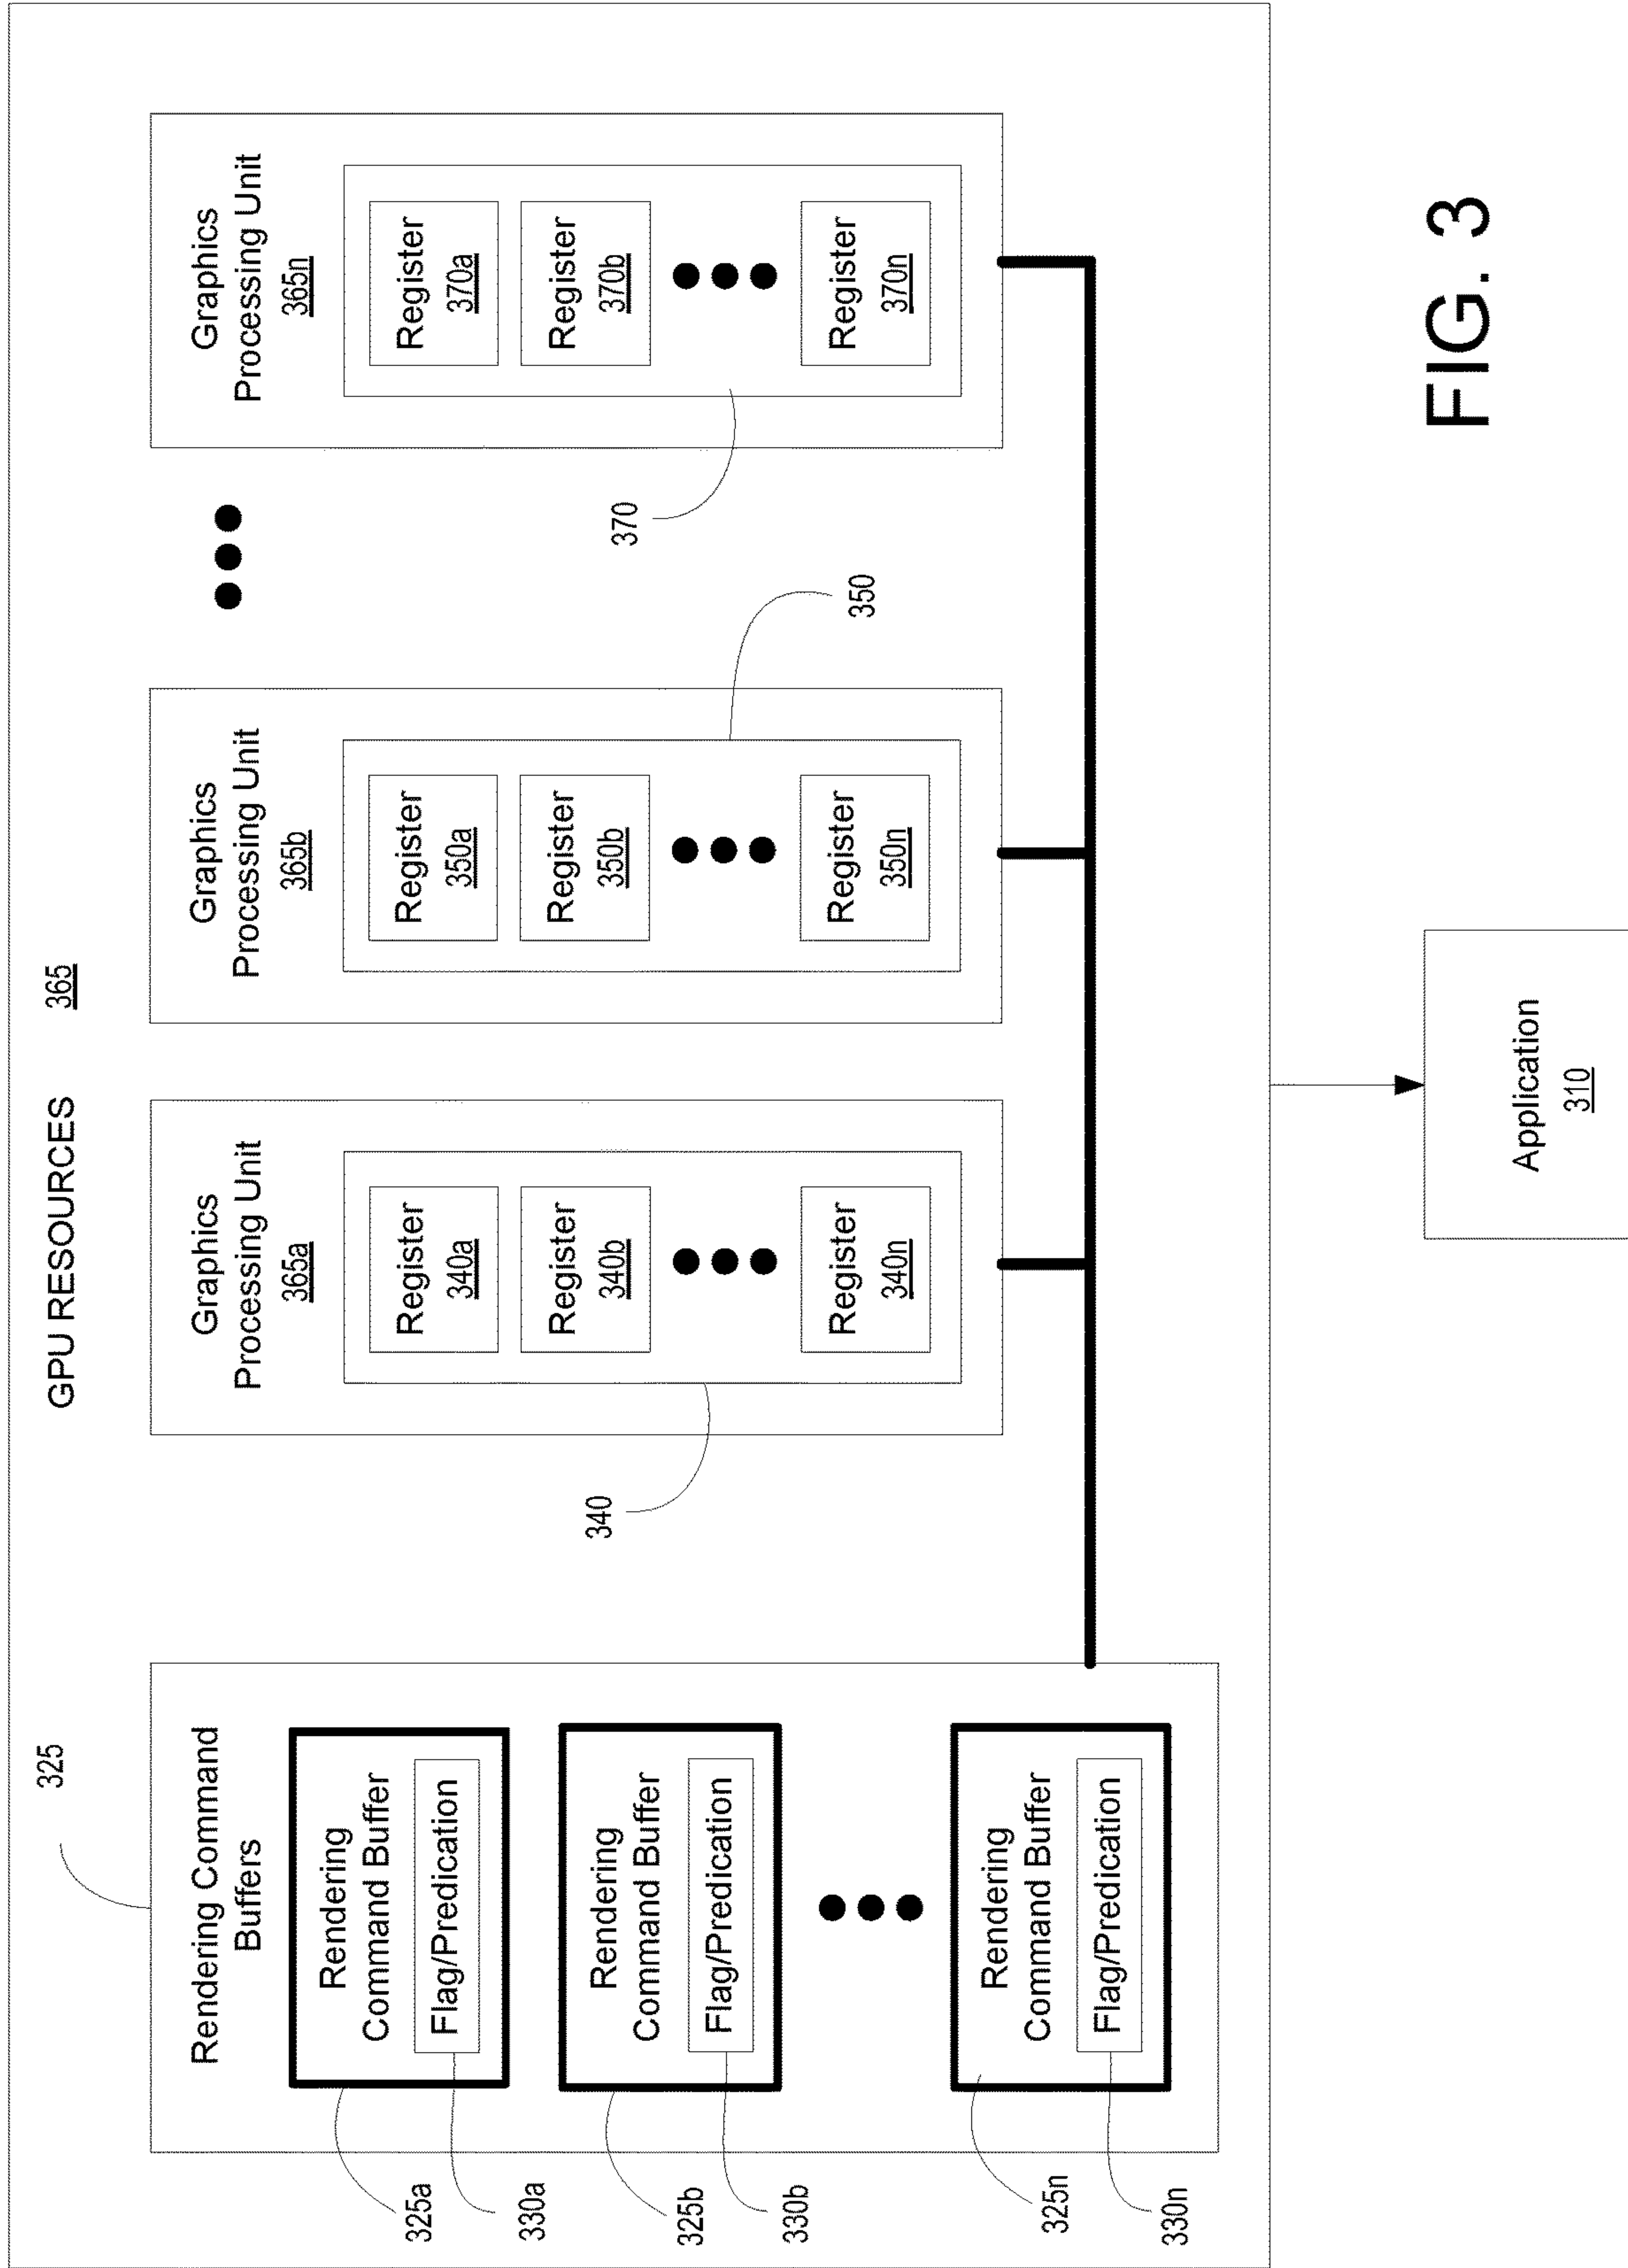 GPU RESOURCES 365
325
Rendering Command
Buffers
Rendering
Command Buffer
Flag/Predication
325a
330a
Rendering
Command Buffer
Flag/Predication
325b
330b
Rendering
Command Buffer
Flag/Predication
325n
330n
Graphics
Processing Unit
365a
Register
340a
Register
340b
Register
340n
340
Graphics
Processing Unit
365b
Register
350a
Register
350b
Register
350n
350
Graphics
Processing Unit
365n
Register
370a
Register
370b
Register
370n
370
Application
310
FIG. 3